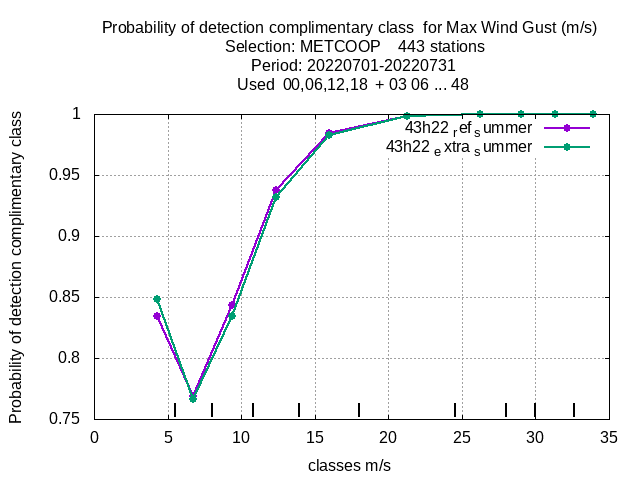 Probability of detection complimentary class  for Max Wind Gust (m/s)
Selection: METCOOP    443 stations
Period: 20220701-20220731
Used  00,06,12,18  + 03 06 ... 48
Probability of detection complimentary class
1
0.95
0.9
0.85
0.8
0.75
43h22 ref summer
43h22 extra summer
0 5 10 15 20 25 30 35
classes m/s